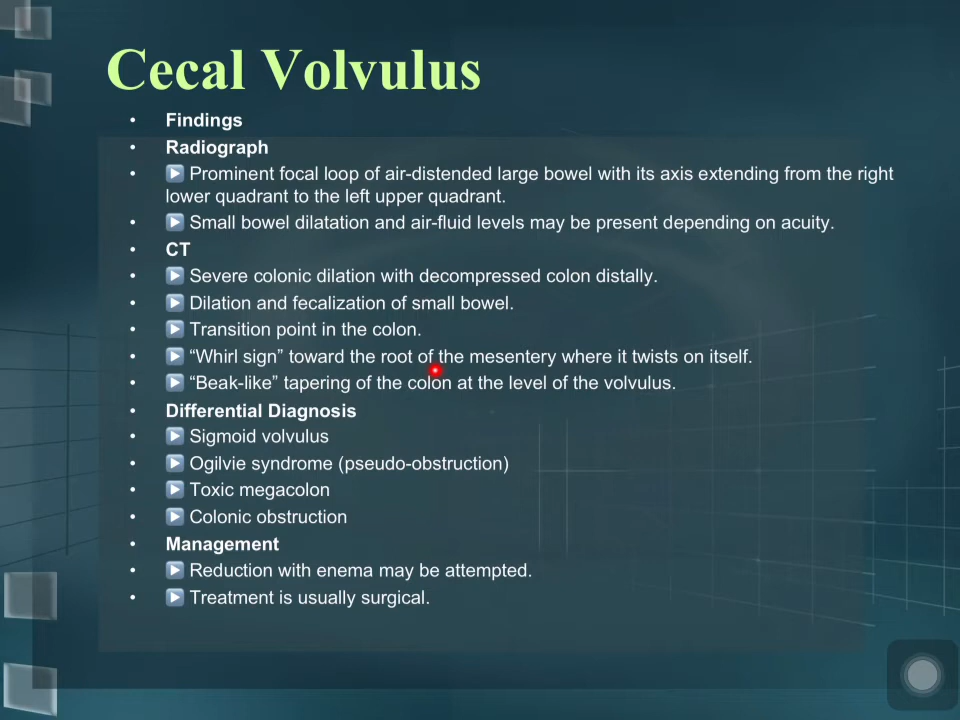 Cecal Volvulus
• Findings
• Radiograph
• ▶ Prominent focal loop of air-distended large bowel with its axis extending from the right
lower quadrant to the left upper quadrant.
• ▶ Small bowel dilatation and air-fluid levels may be present depending on acuity.
• CT
• ▶ Severe colonic dilation with decompressed colon distally.
• ▶ Dilation and fecalization of small bowel.
• ▶ Transition point in the colon.
• ▶ “Whirl sign” toward the root of the mesentery where it twists on itself.
• ▶ “Beak-like” tapering of the colon at the level of the volvulus.
• Differential Diagnosis
• ▶ Sigmoid volvulus
• ▶ Ogilvie syndrome (pseudo-obstruction)
• ▶ Toxic megacolon
• ▶ Colonic obstruction
• Management
• ▶ Reduction with enema may be attempted.
• ▶ Treatment is usually surgical.